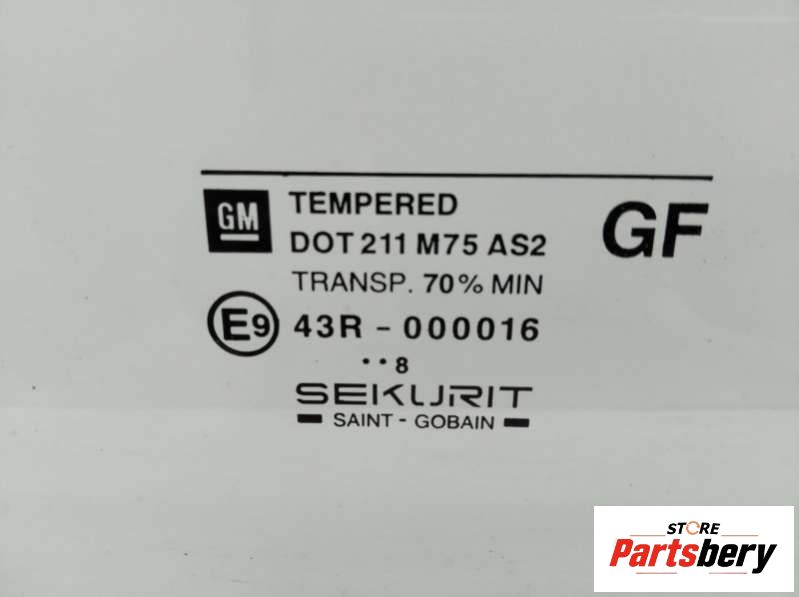 GM TEMPERED GF
DOT 211 M75 AS2
TRANSP. 70% MIN
E9 43R - 000016
··8
SEKURIT
SAINT - GOBAIN
STORE
Partsbery